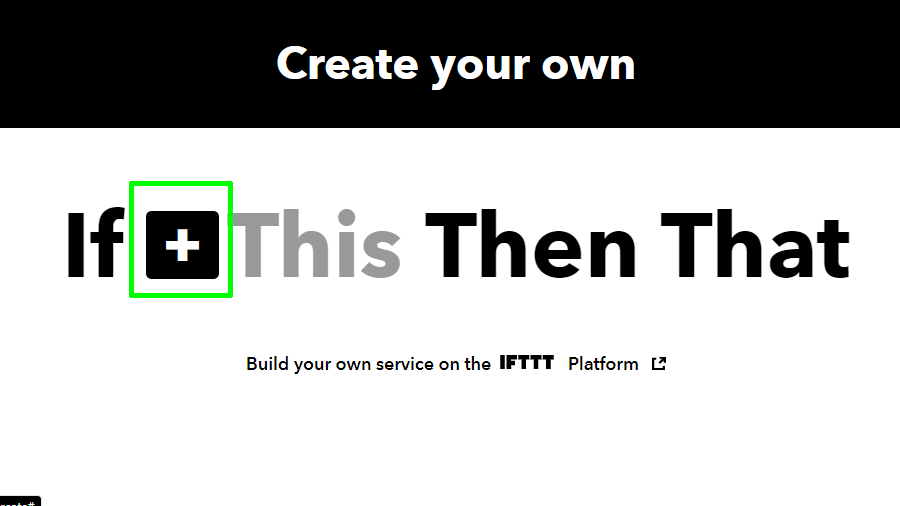 Create your own
If + This Then That
Build your own service on the IFTTT Platform